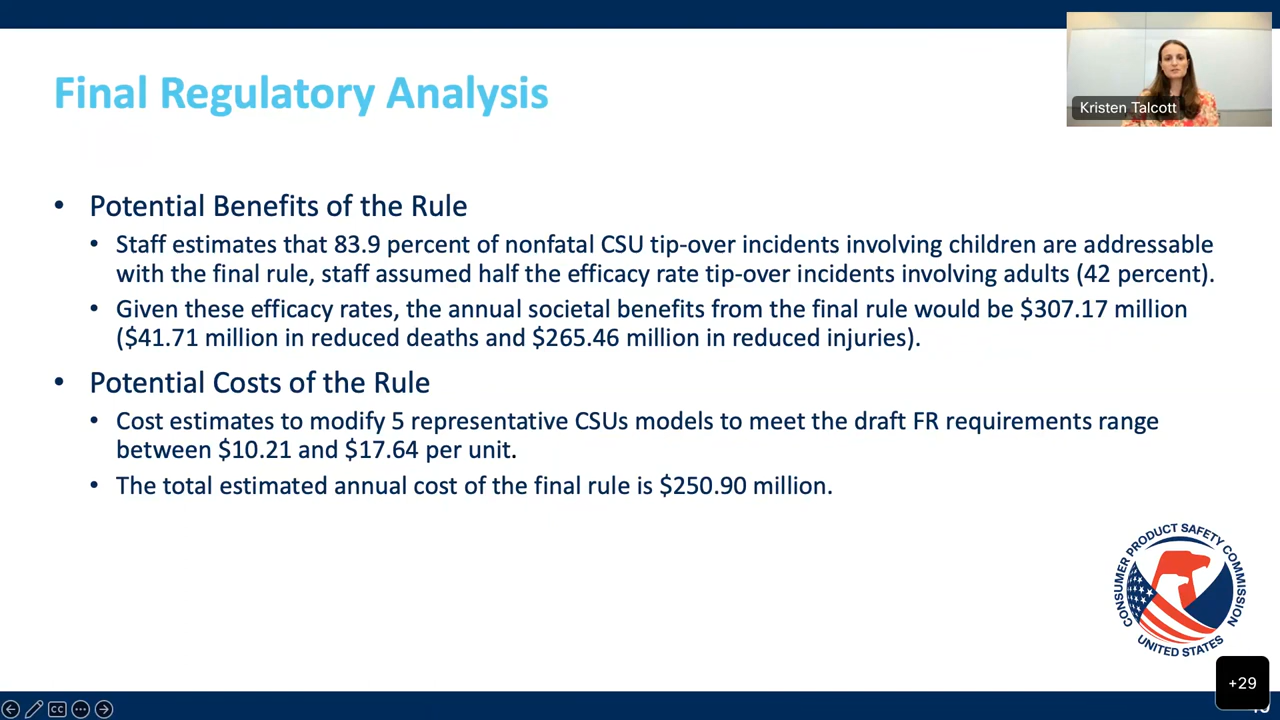 Final Regulatory Analysis
Kristen Talcott
• Potential Benefits of the Rule
• Staff estimates that 83.9 percent of nonfatal CSU tip-over incidents involving children are addressable
with the final rule, staff assumed half the efficacy rate tip-over incidents involving adults (42 percent).
• Given these efficacy rates, the annual societal benefits from the final rule would be $307.17 million
($41.71 million in reduced deaths and $265.46 million in reduced injuries).
• Potential Costs of the Rule
• Cost estimates to modify 5 representative CSUs models to meet the draft FR requirements range
between $10.21 and $17.64 per unit.
• The total estimated annual cost of the final rule is $250.90 million.
CONSUMER PRODUCT SAFETY COMMISSION
UNITED STATES
+29
CC